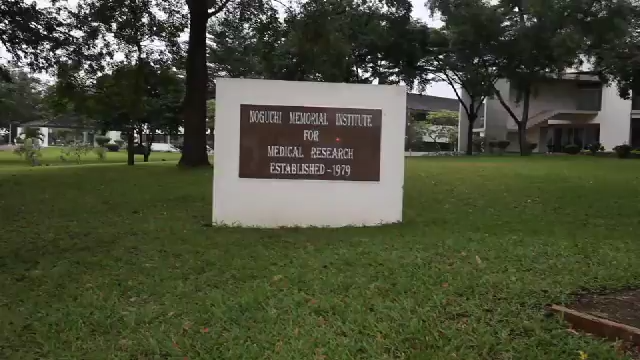 NOGUCHI MEMORIAL INSTITUTE
FOR
MEDICAL RESEARCH
ESTABLISHED-1979